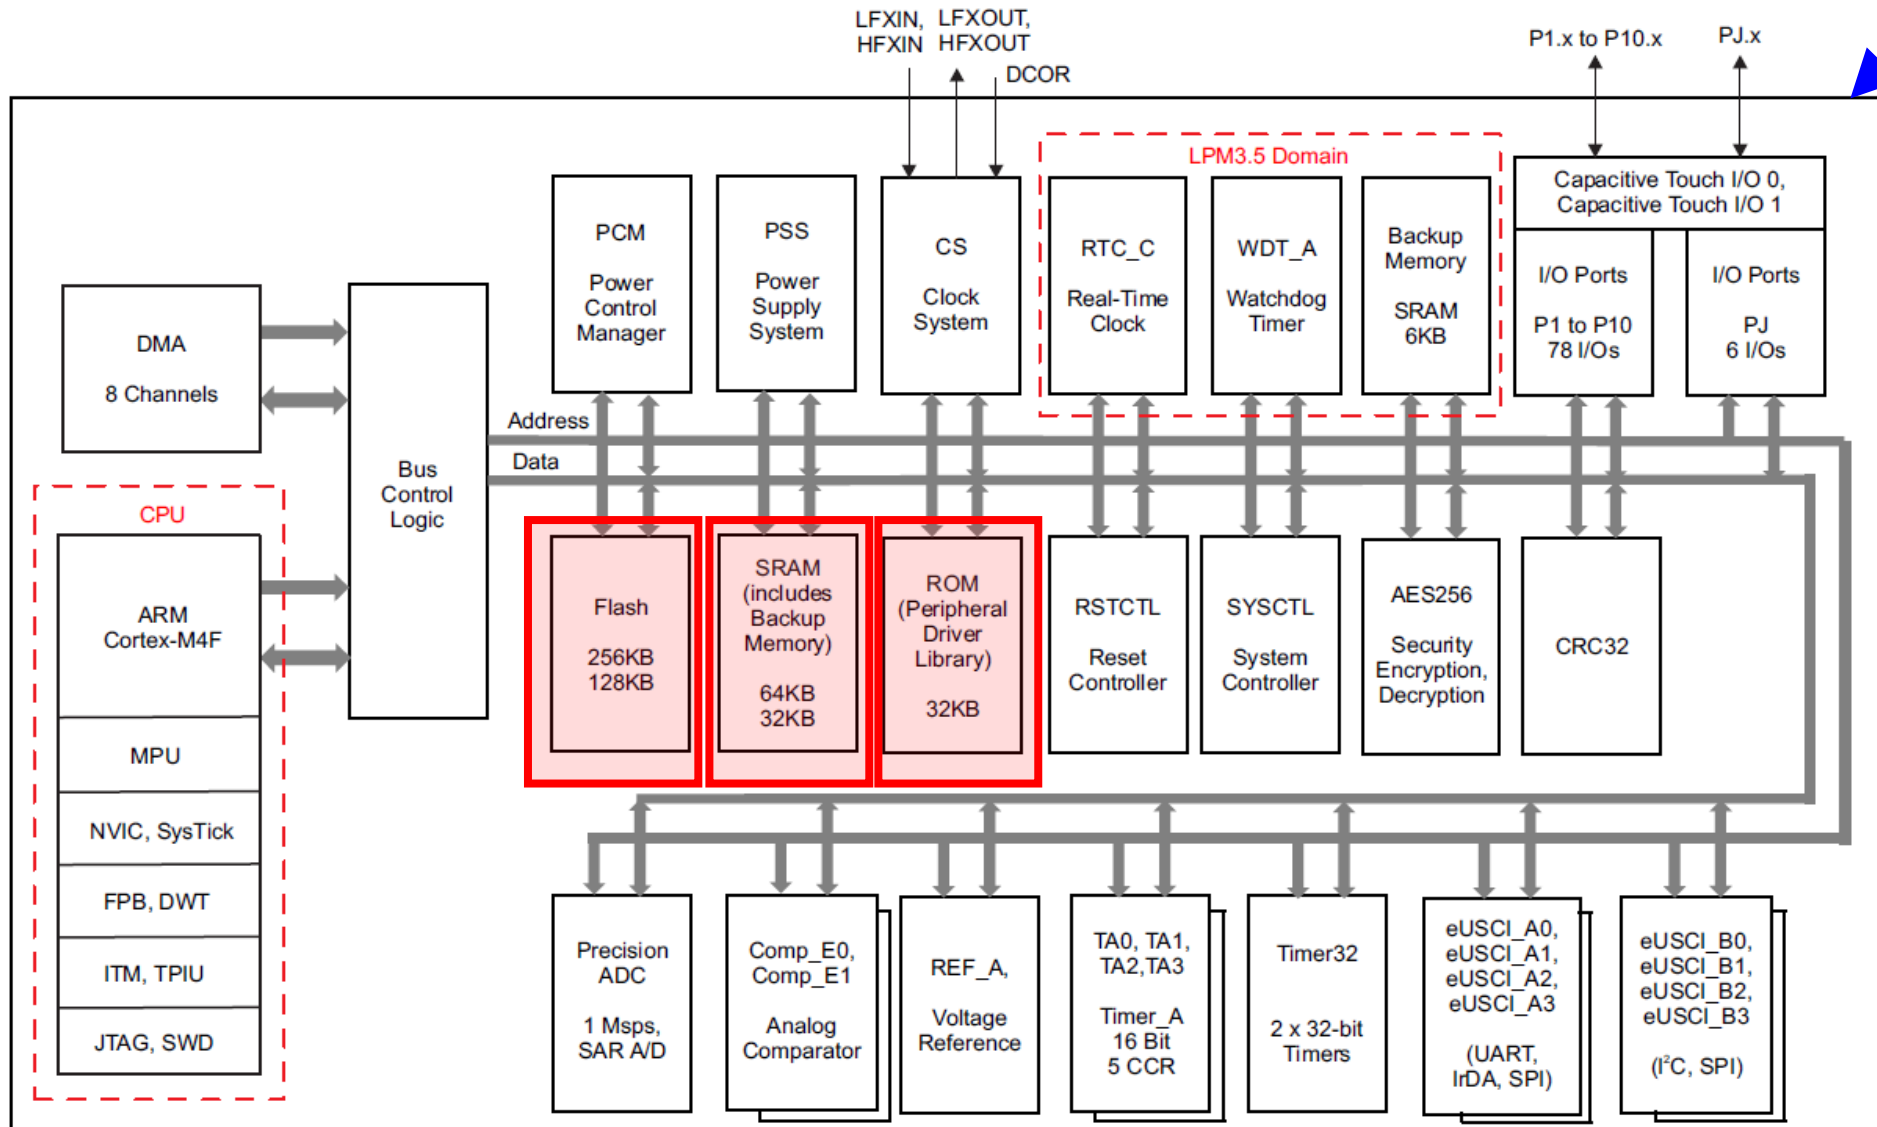 LFXIN,
HFXIN
LFXOUT,
HFXOUT
DCOR
P1.x to P10.x
PJ.x
LPM3.5 Domain
PCM
Power
Control
Manager
PSS
Power
Supply
System
CS
Clock
System
RTC_C
Real-Time
Clock
WDT_A
Watchdog
Timer
Backup
Memory
SRAM
6KB
Capacitive Touch I/O 0,
Capacitive Touch I/O 1
I/O Ports
P1 to P10
78 I/Os
I/O Ports
PJ
6 I/Os
DMA
8 Channels
Bus
Control
Logic
Address
Data
CPU
ARM
Cortex-M4F
MPU
NVIC, SysTick
FPB, DWT
ITM, TPIU
JTAG, SWD
Flash
256KB
128KB
SRAM
(includes
Backup
Memory)
64KB
32KB
ROM
(Peripheral
Driver
Library)
32KB
RSTCTL
Reset
Controller
SYSCTL
System
Controller
AES256
Security
Encryption,
Decryption
CRC32
Precision
ADC
1 Msps,
SAR A/D
Comp_E0,
Comp_E1
Analog
Comparator
REF_A,
Voltage
Reference
TA0, TA1,
TA2,TA3
Timer_A
16 Bit
5 CCR
Timer32
2 x 32-bit
Timers
eUSCI_A0,
eUSCI_A1,
eUSCI_A2,
eUSCI_A3
(UART,
IrDA, SPI)
eUSCI_B0,
eUSCI_B1,
eUSCI_B2,
eUSCI_B3
(I²C, SPI)